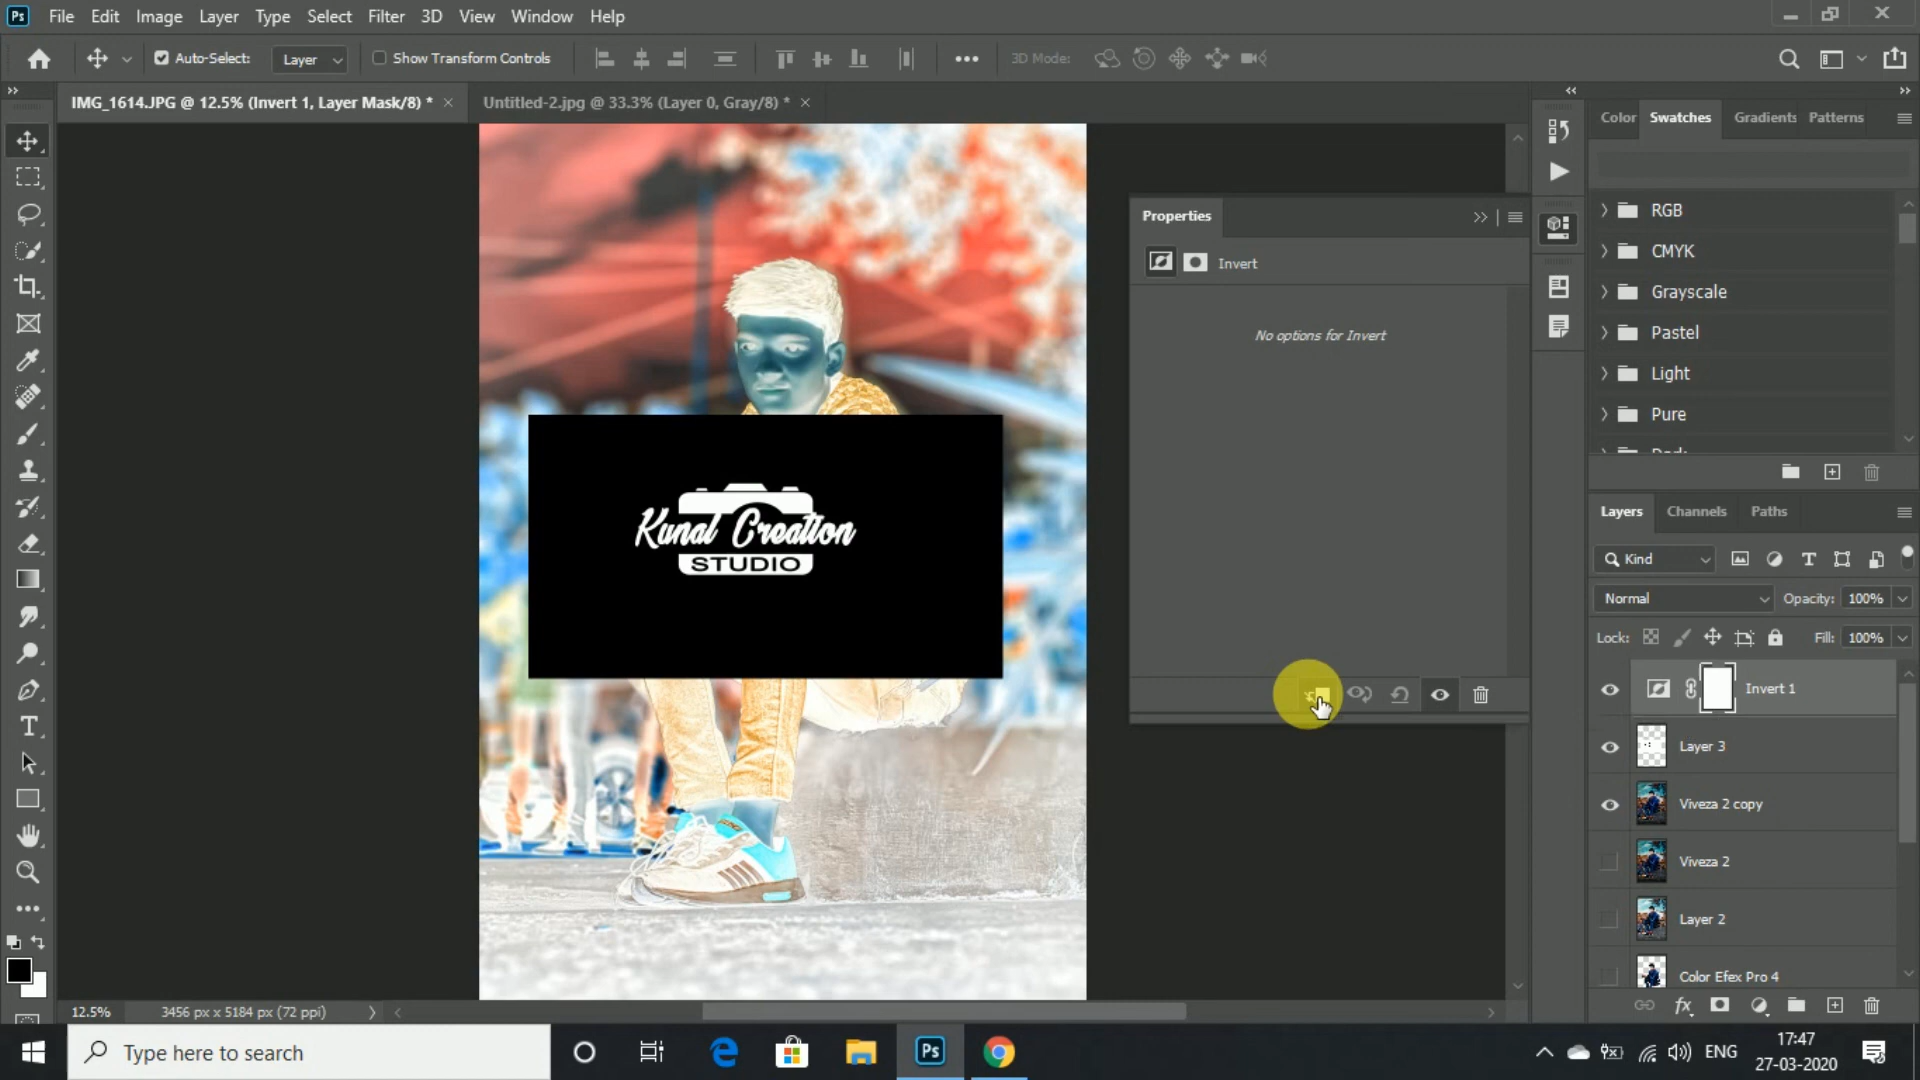 Ps File Edit Image Layer Type Select Filter 3D View Window Help
Auto-Select: Layer Show Transform Controls 3D Mode:
IMG_1614.JPG @ 12.5% (Invert 1, Layer Mask/8) * Untitled-2.jpg @ 33.3% (Layer 0, Gray/8) *
Color Swatches Gradients Patterns
RGB
CMYK
Grayscale
Pastel
Light
Pure
Properties
Invert
No options for Invert
Kunal Creation
STUDIO
Layers Channels Paths
Kind
Normal Opacity: 100%
Lock: Fill: 100%
Invert 1
Layer 3
Viveza 2 copy
Viveza 2
Layer 2
Color Efex Pro 4
12.5% 3456 px x 5184 px (72 ppi)
Type here to search
Ps
ENG
17:47
27-03-2020